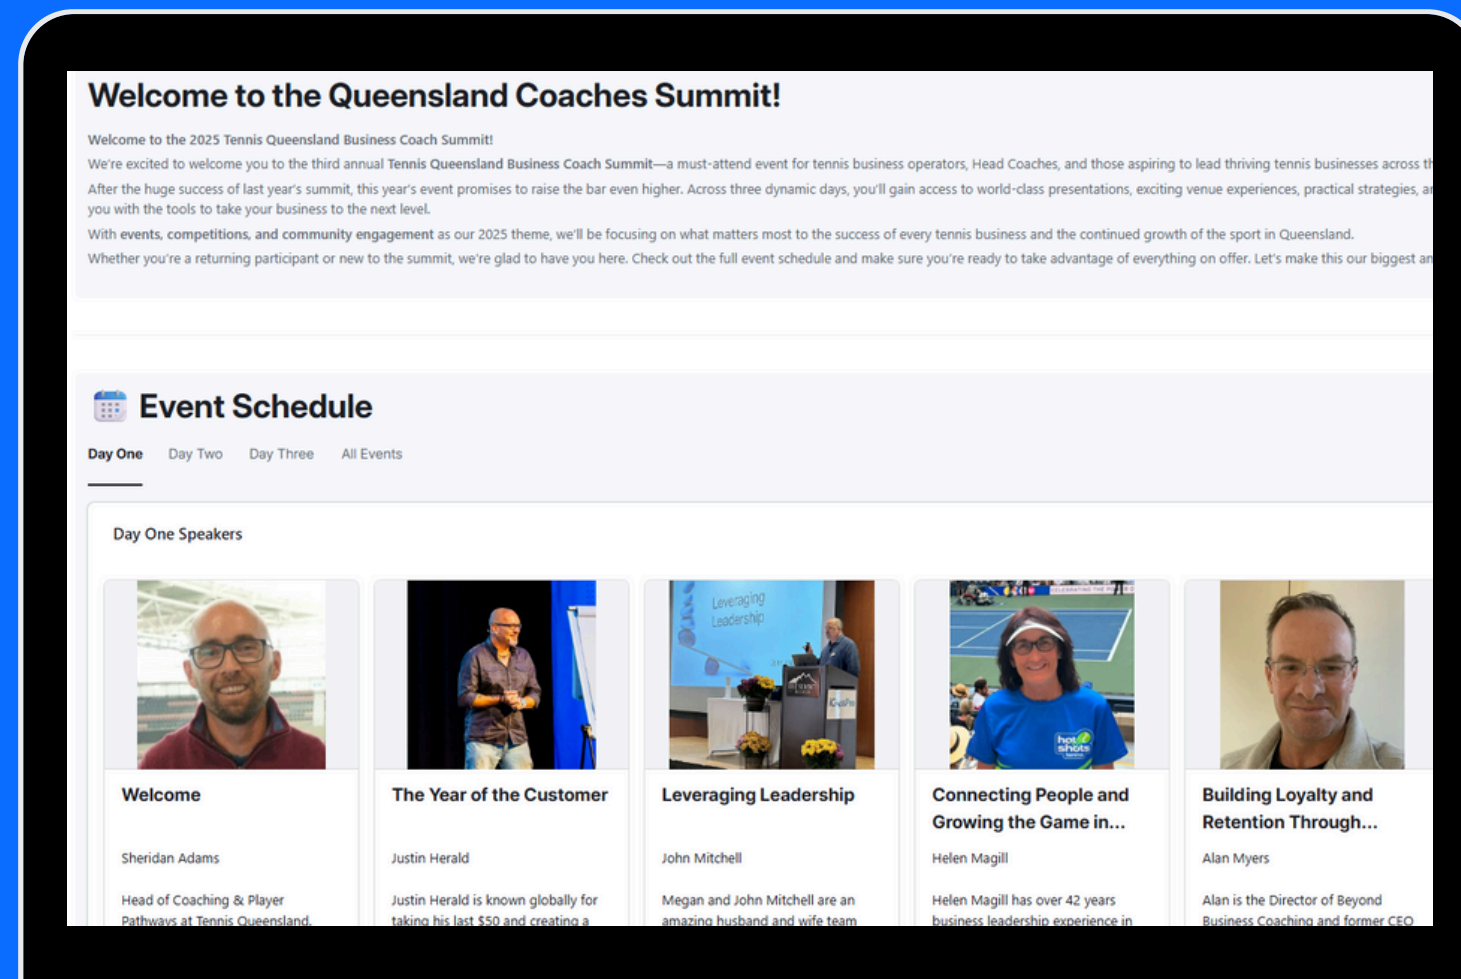 Welcome to the Queensland Coaches Summit!
Welcome to the 2025 Tennis Queensland Business Coach Summit!
We're excited to welcome you to the third annual Tennis Queensland Business Coach Summit—a must-attend event for tennis business operators, Head Coaches, and those aspiring to lead thriving tennis businesses across
After the huge success of last year's summit, this year's event promises to raise the bar even higher. Across three dynamic days, you'll gain access to world-class presentations, exciting venue experiences, practical strategies,
you with the tools to take your business to the next level.
With events, competitions, and community engagement as our 2025 theme, we'll be focusing on what matters most to the success of every tennis business and the continued growth of the sport in Queensland.
Whether you're a returning participant or new to the summit, we're glad to have you here. Check out the full event schedule and make sure you're ready to take advantage of everything on offer. Let's make this our biggest
Event Schedule
Day One Day Two Day Three All Events
Day One Speakers
Leveraging
Leadership
CELEBRATING THE
hot
shots
Welcome
The Year of the Customer
Leveraging Leadership
Connecting People and
Growing the Game in...
Building Loyalty and
Retention Through...
Sheridan Adams
Justin Herald
John Mitchell
Helen Magill
Alan Myers
Head of Coaching & Player
Pathways at Tennis Queensland.
Justin Herald is known globally for
taking his last $50 and creating a
Megan and John Mitchell are an
amazing husband and wife team
Helen Magill has over 42 years
business leadership experience in
Alan is the Director of Beyond
Business Coaching and former CEO